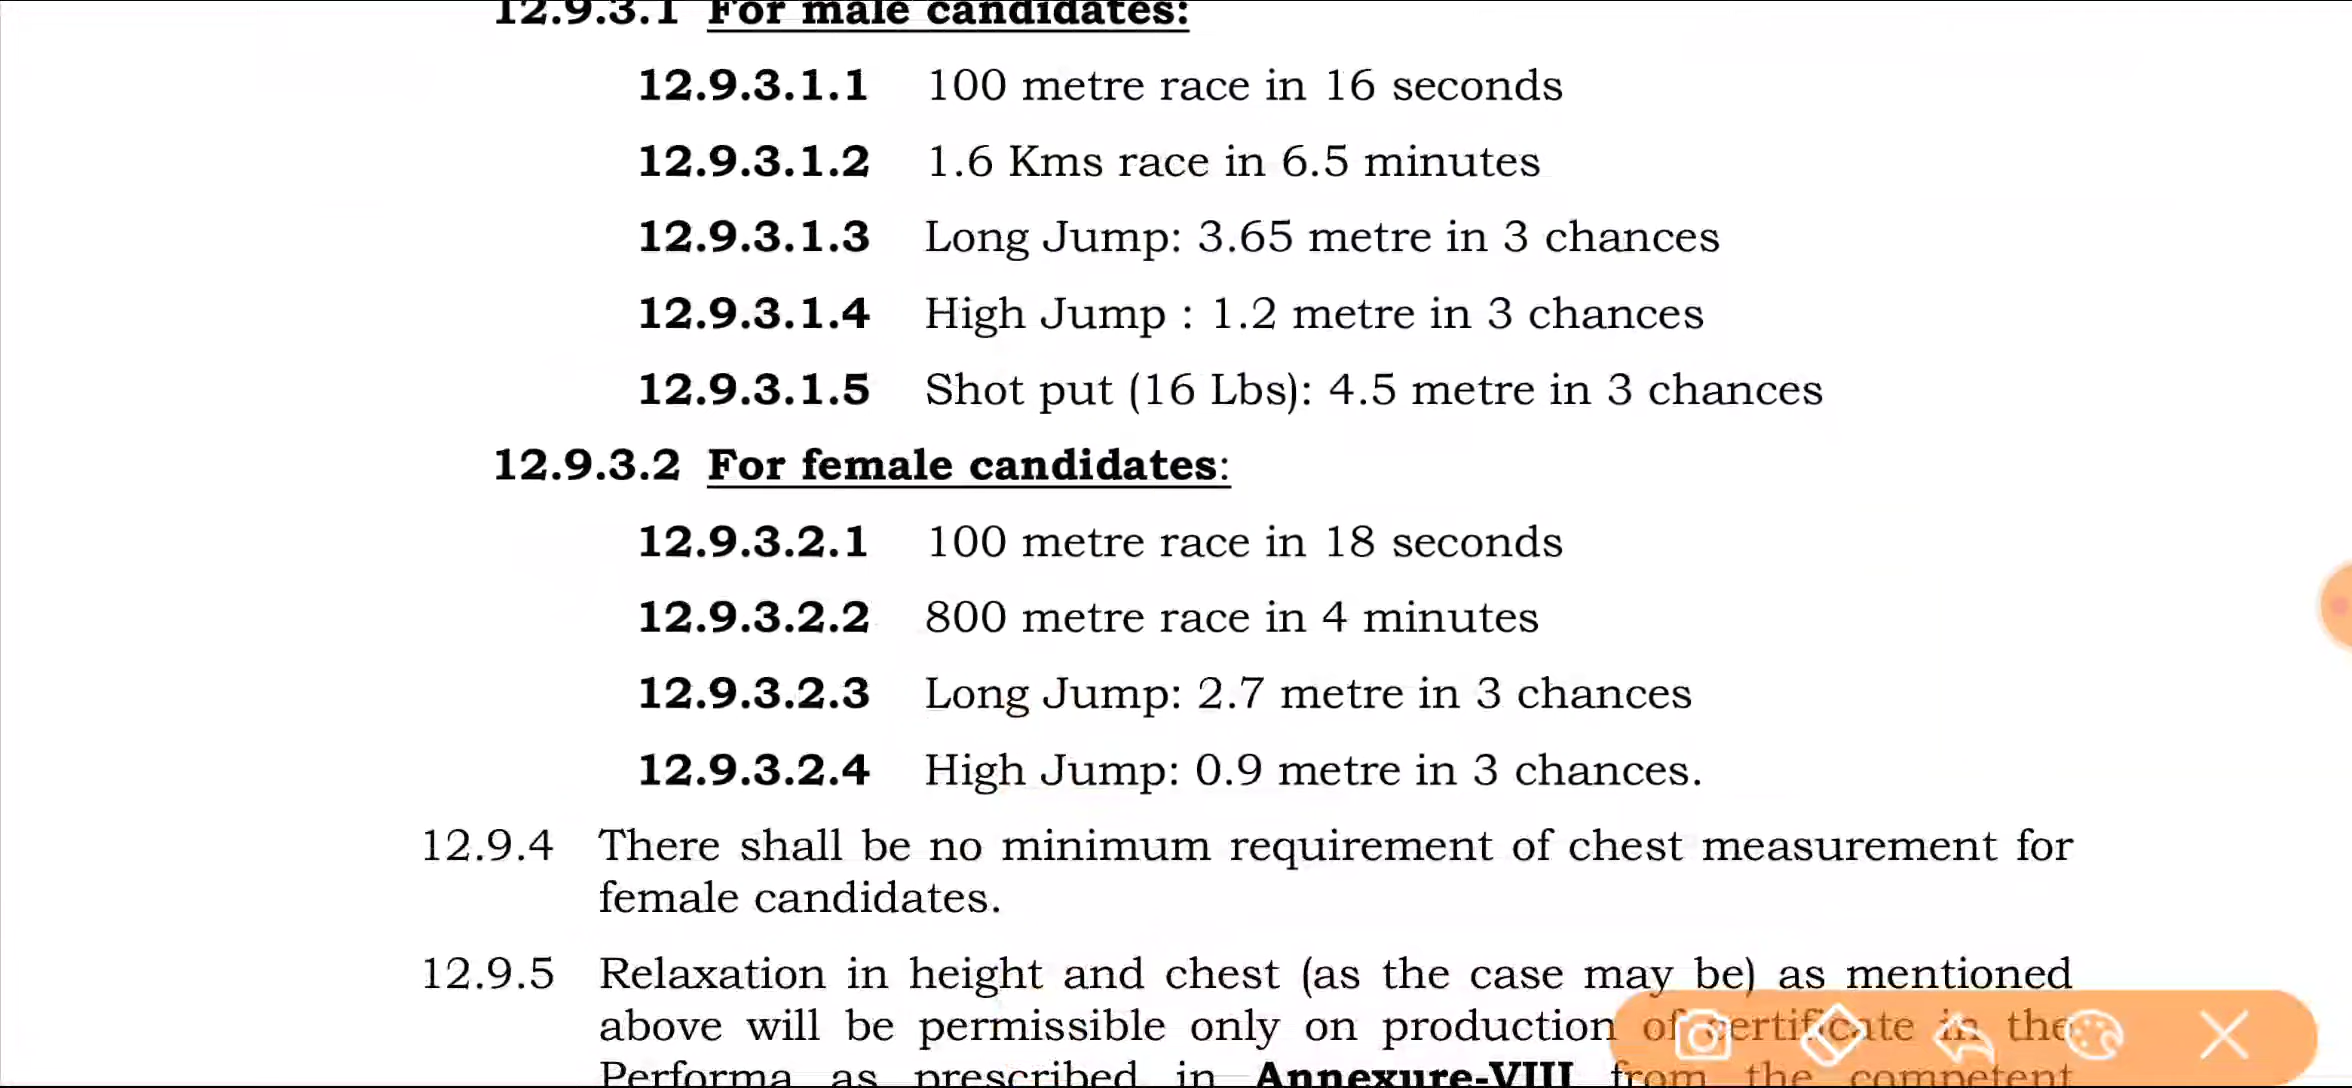 12.9.3.1 For male candidates:
12.9.3.1.1 100 metre race in 16 seconds
12.9.3.1.2 1.6 Kms race in 6.5 minutes
12.9.3.1.3 Long Jump: 3.65 metre in 3 chances
12.9.3.1.4 High Jump : 1.2 metre in 3 chances
12.9.3.1.5 Shot put (16 Lbs): 4.5 metre in 3 chances
12.9.3.2 For female candidates:
12.9.3.2.1 100 metre race in 18 seconds
12.9.3.2.2 800 metre race in 4 minutes
12.9.3.2.3 Long Jump: 2.7 metre in 3 chances
12.9.3.2.4 High Jump: 0.9 metre in 3 chances.
12.9.4 There shall be no minimum requirement of chest measurement for
female candidates.
12.9.5 Relaxation in height and chest (as the case may be) as mentioned
above will be permissible only on production of certificate in the
Performa as prescribed in Annexure-VIII from the competent